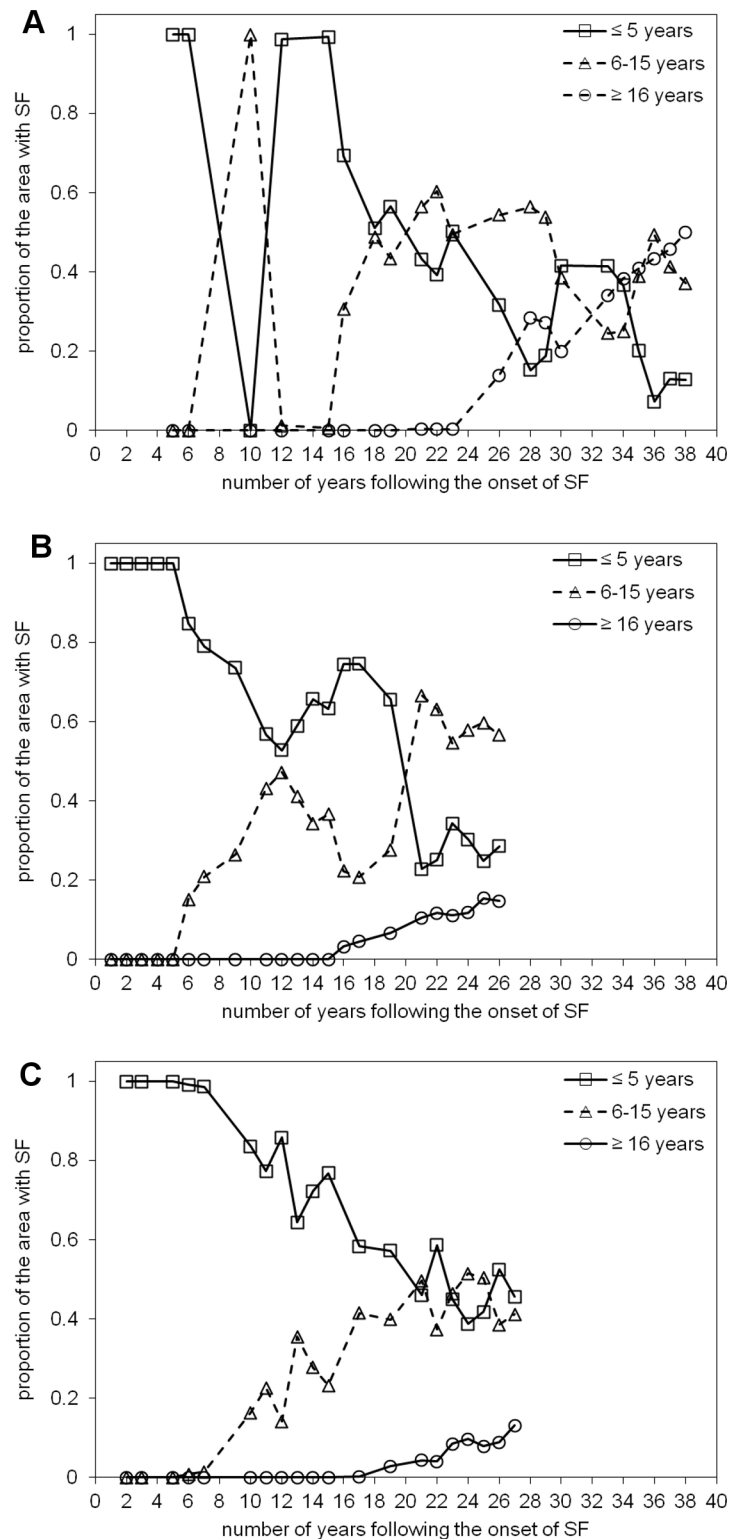 A
1
0.8
0.6
0.4
0.2
0
proportion of the area with SF
≤ 5 years
6-15 years
≥ 16 years
0 2 4 6 8 10 12 14 16 18 20 22 24 26 28 30 32 34 36 38 40
number of years following the onset of SF
B
1
0.8
0.6
0.4
0.2
0
proportion of the area with SF
≤ 5 years
6-15 years
≥ 16 years
0 2 4 6 8 10 12 14 16 18 20 22 24 26 28 30 32 34 36 38 40
number of years following the onset of SF
C
1
0.8
0.6
0.4
0.2
0
proportion of the area with SF
≤ 5 years
6-15 years
≥ 16 years
0 2 4 6 8 10 12 14 16 18 20 22 24 26 28 30 32 34 36 38 40
number of years following the onset of SF